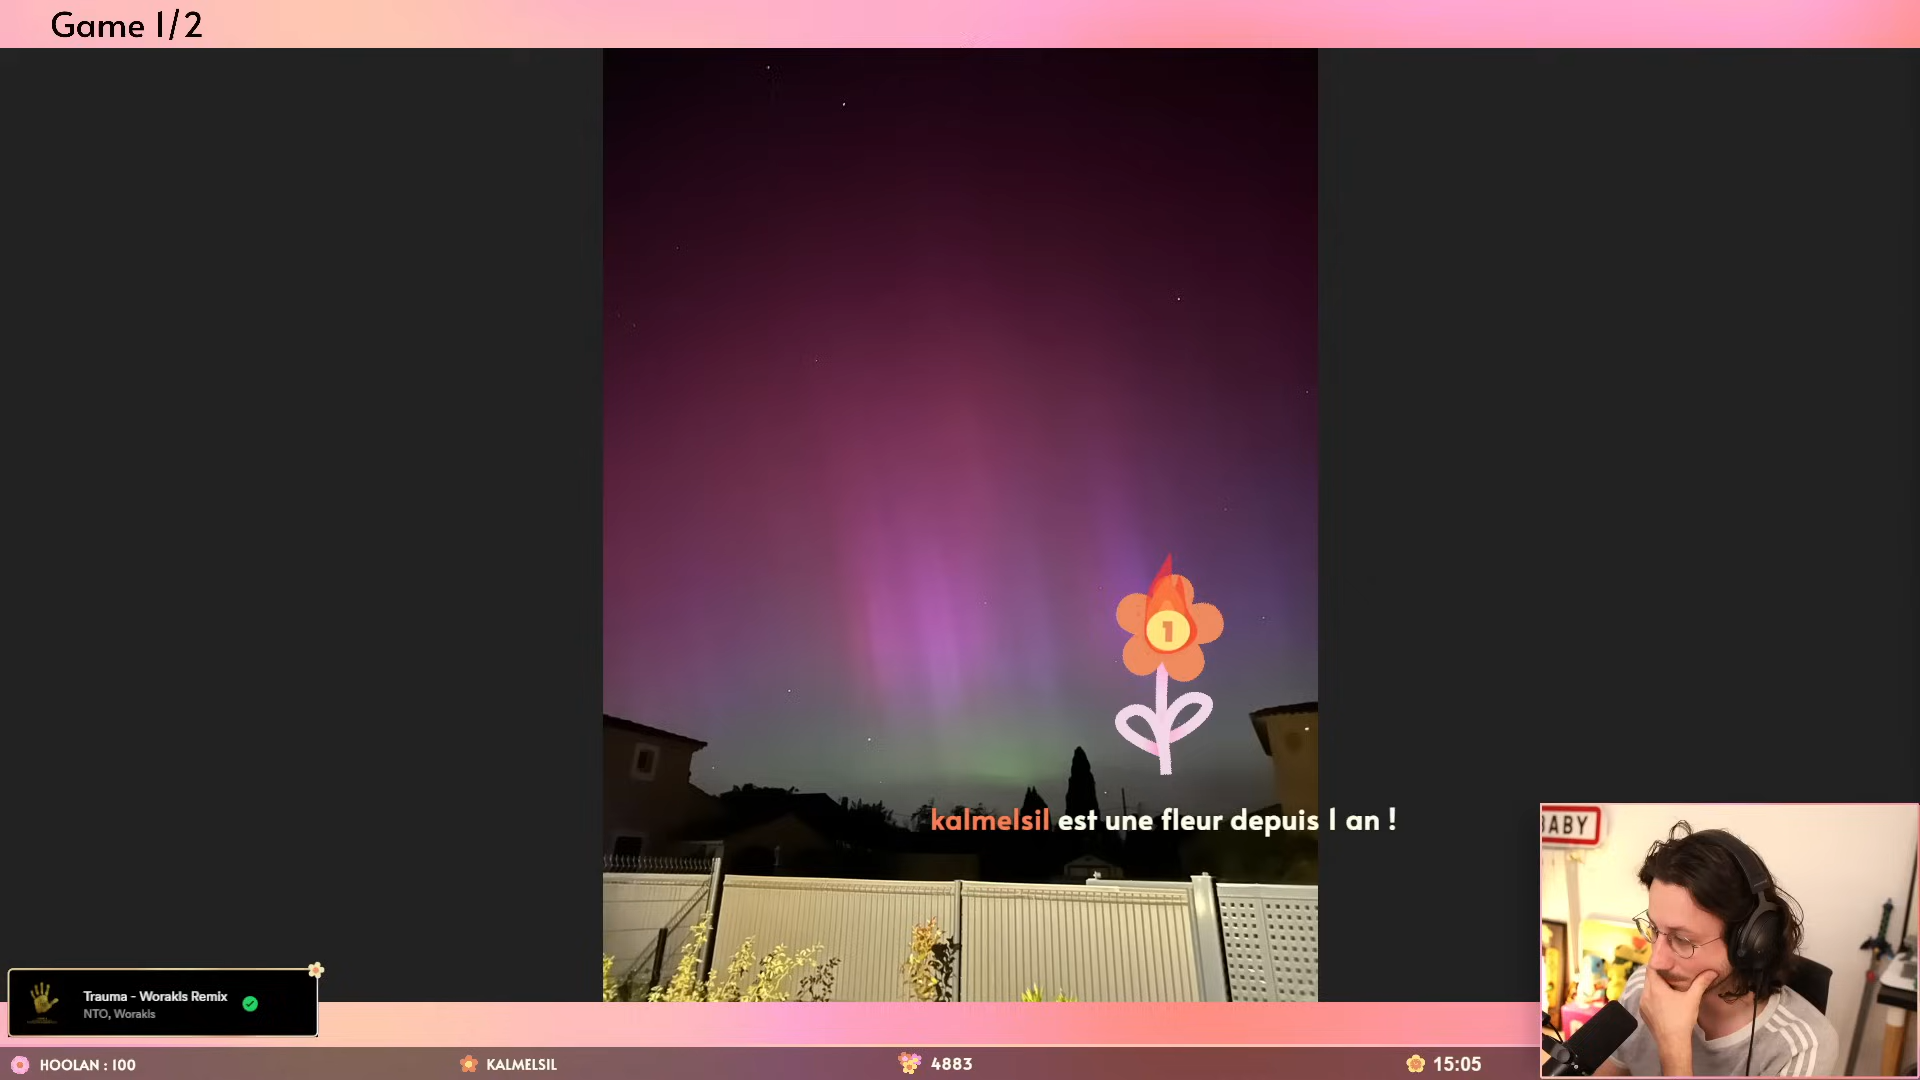 Game 1/2
1
kalmelsil est une fleur depuis 1 an !
BABY
Trauma - Worakls Remix
NTO, Worakls
HOOLAN : 100
KALMELSIL
4883
15:05